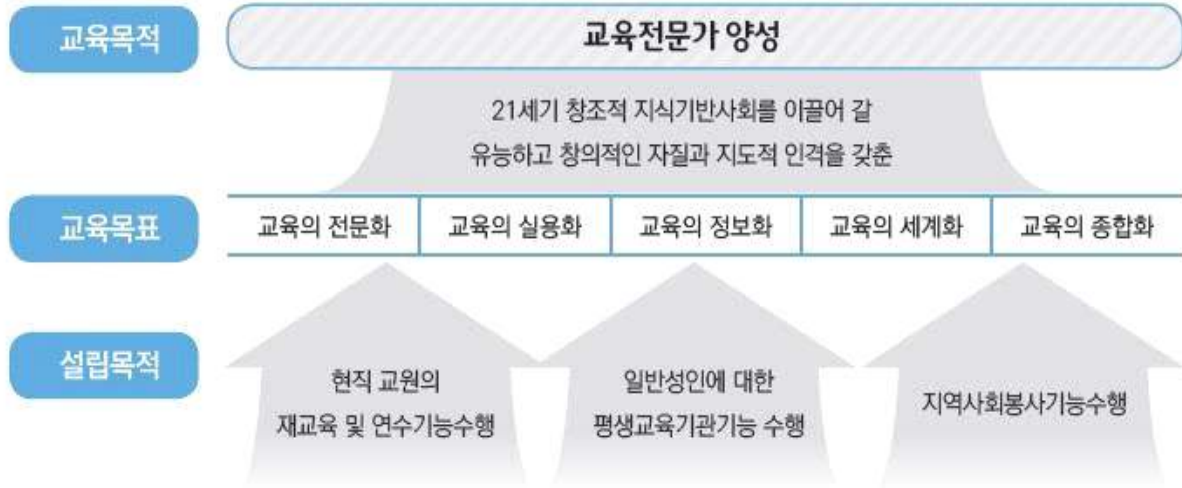 교육목적
교육전문가 양성
21세기 창조적 지식기반사회를 이끌어 갈
유능하고 창의적인 자질과 지도적 인격을 갖춘
교육목표
교육의 전문화
교육의 실용화
교육의 정보화
교육의 세계화
교육의 종합화
설립목적
현직 교원의
재교육 및 연수기능수행
일반성인에 대한
평생교육기관기능 수행
지역사회봉사기능수행